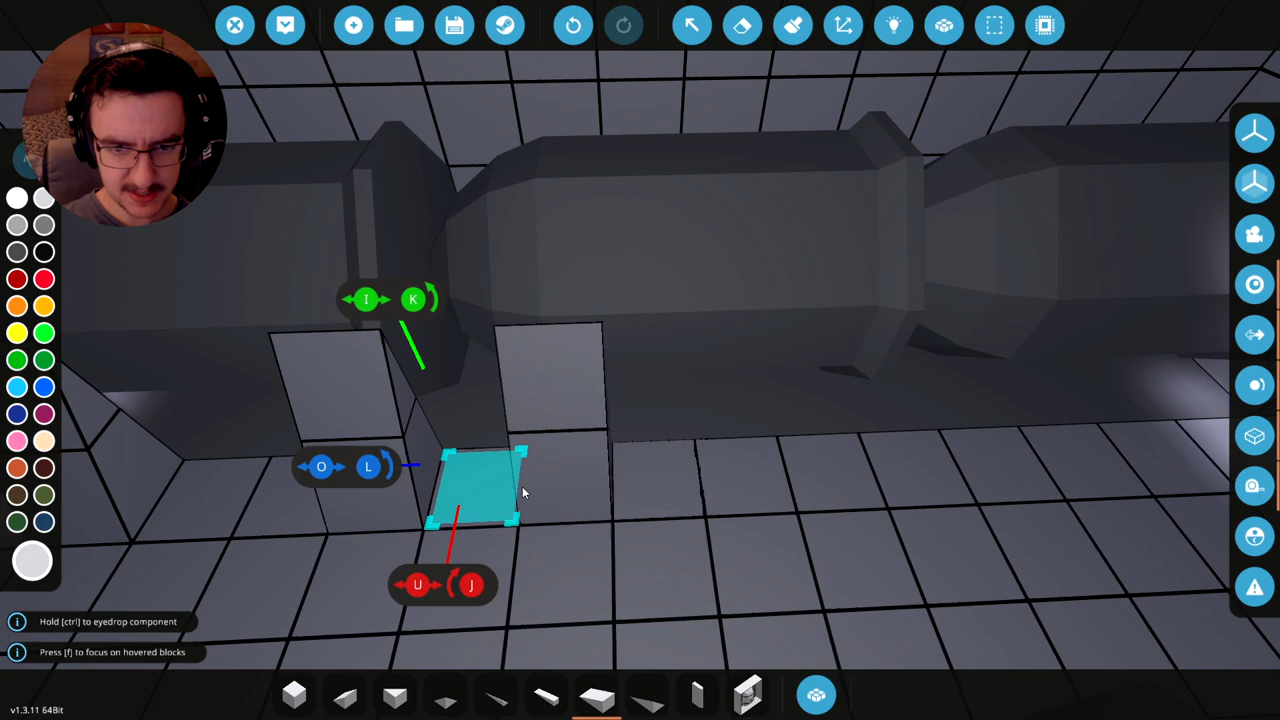 I K
O L
U J
Hold [ctrl] to eyedrop component
Press [f] to focus on hovered blocks
v1.3.11 64Bit